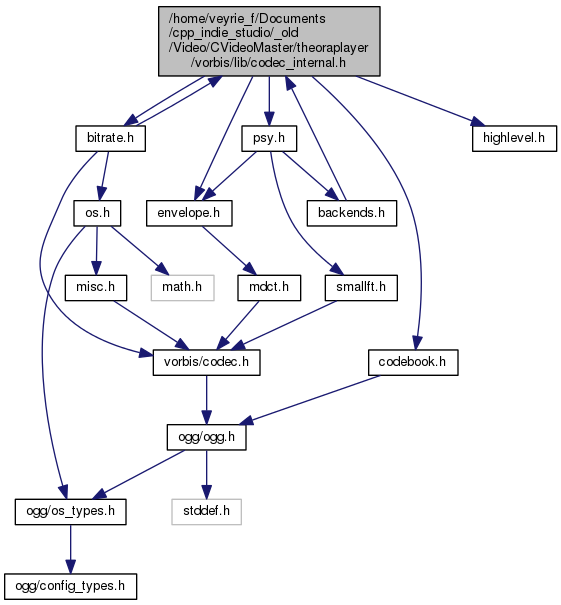 /home/veyrie_f/Documents
/cpp_indie_studio/_old
/Video/CVideoMaster/theoraplayer
/vorbis/lib/codec_internal.h
bitrate.h
psy.h
highlevel.h
os.h
envelope.h
backends.h
misc.h
math.h
mdct.h
smallft.h
vorbis/codec.h
codebook.h
ogg/ogg.h
ogg/os_types.h
stddef.h
ogg/config_types.h